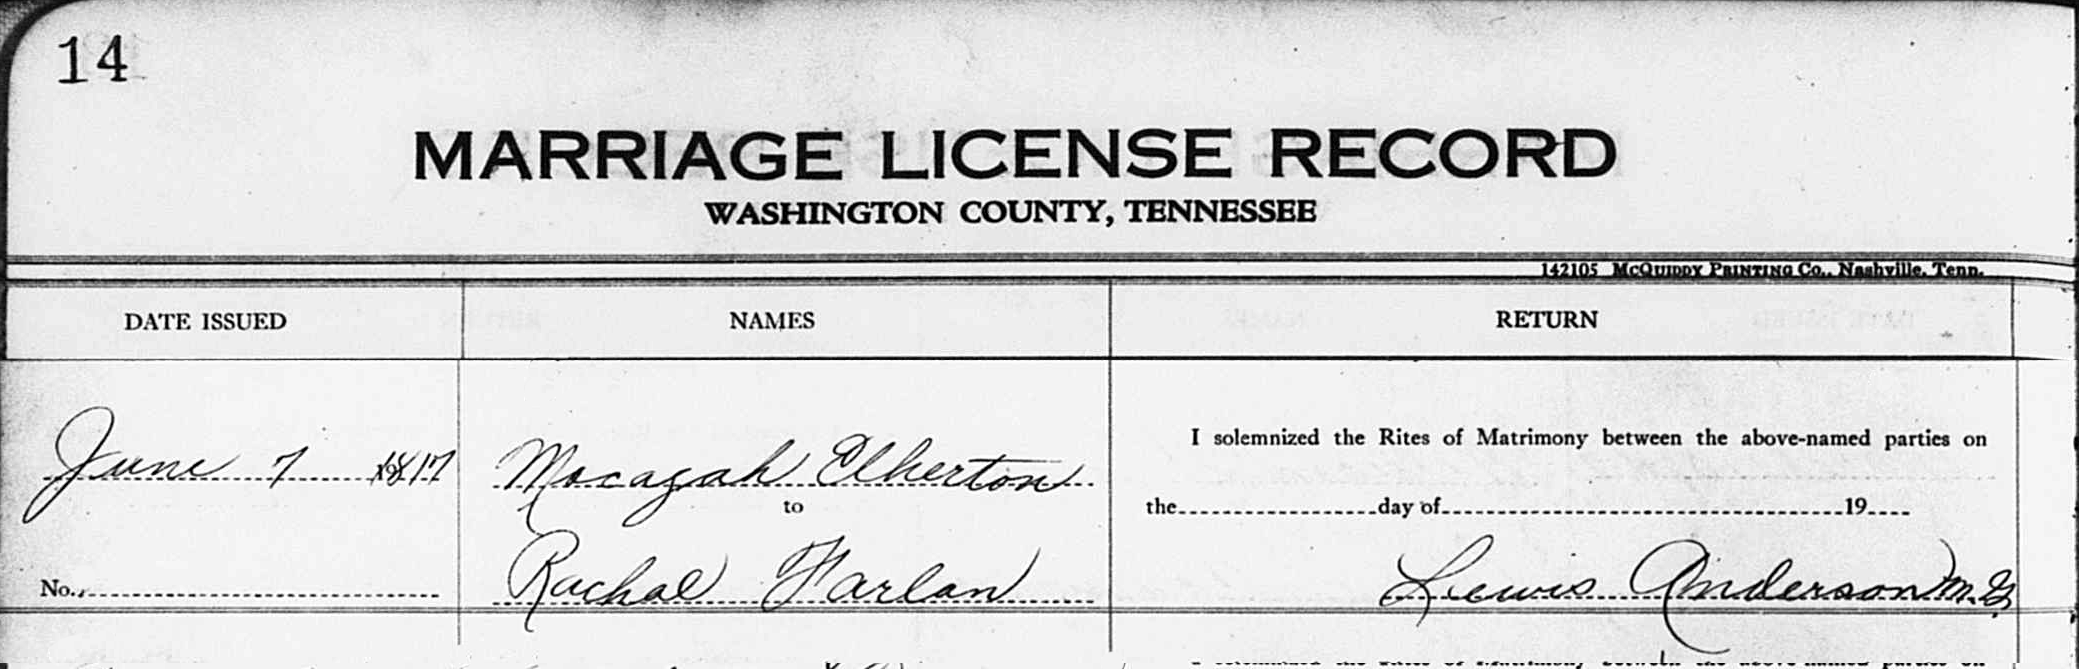 14
MARRIAGE LICENSE RECORD
WASHINGTON COUNTY, TENNESSEE
142105 McQuiddy Printing Co., Nashville, Tenn.
DATE ISSUED NAMES RETURN
I solemnized the Rites of Matrimony between the above-named parties on
June 7 1817 Mocagah Elherton
to
the day of 19
No. Rachal Harlan Lewis Anderson M.G.